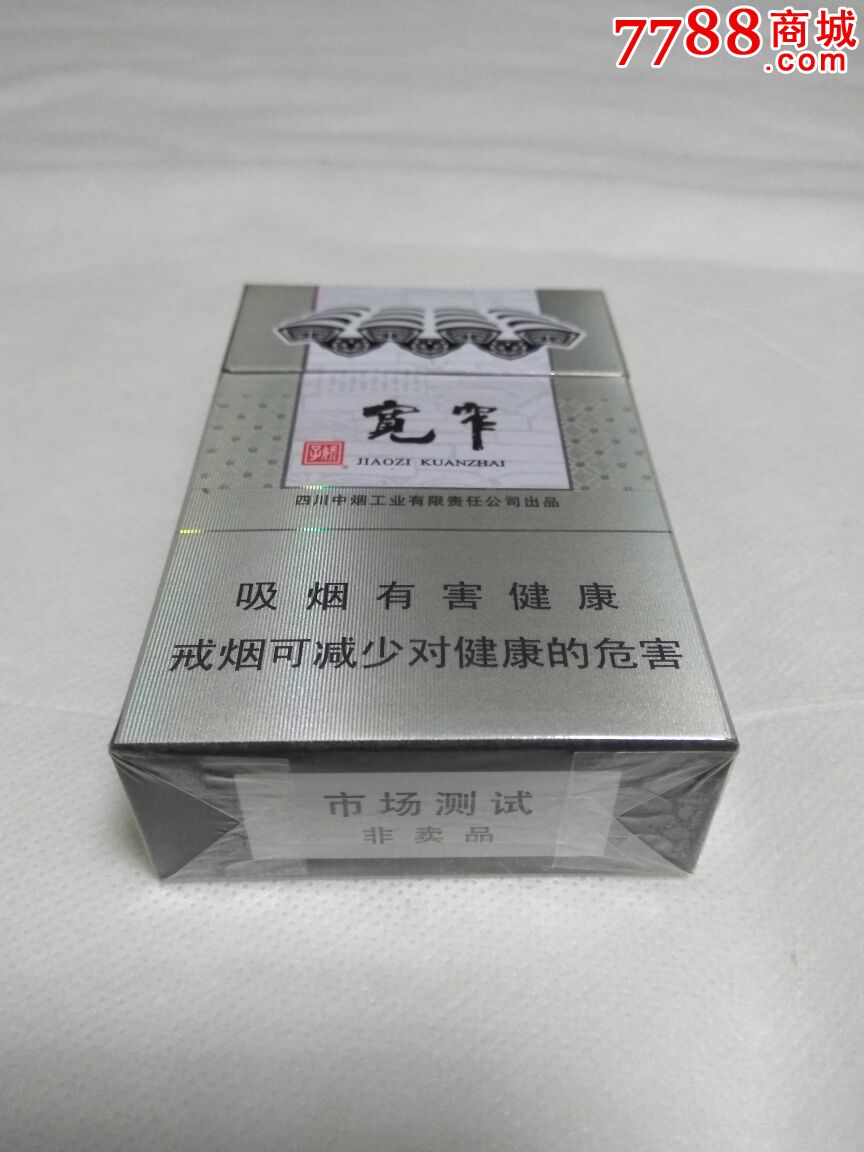 7788商城
.com
宽窄
子娇
JIAOZI KUANZHAI
四川中烟工业有限责任公司出品
吸烟有害健康
戒烟可减少对健康的危害
市场测试
非卖品